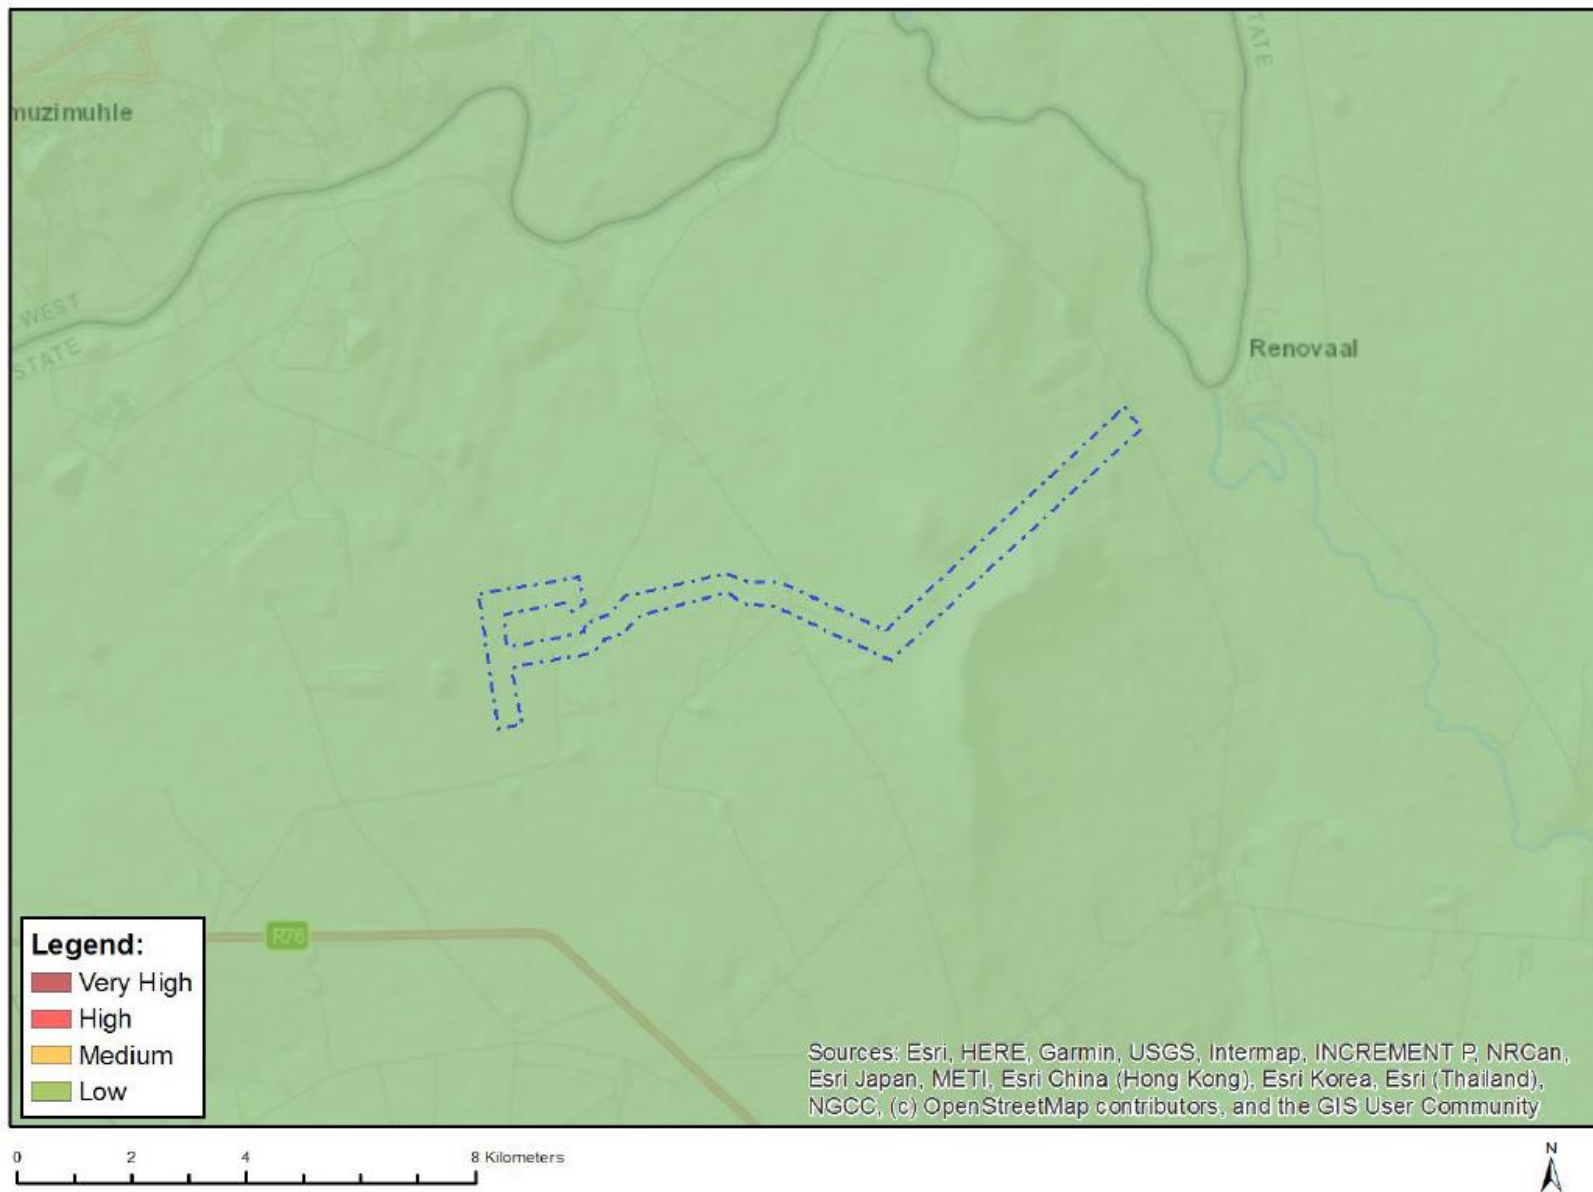 TATE
muzimuhle
WEST
STATE
Renovaal
R76
Legend:
Very High
High
Medium
Low
Sources: Esri, HERE, Garmin, USGS, Intermap, INCREMENT P, NRCan,
Esri Japan, METI, Esri China (Hong Kong), Esri Korea, Esri (Thailand),
NGCC, (c) OpenStreetMap contributors, and the GIS User Community
0 2 4 8 Kilometers
N